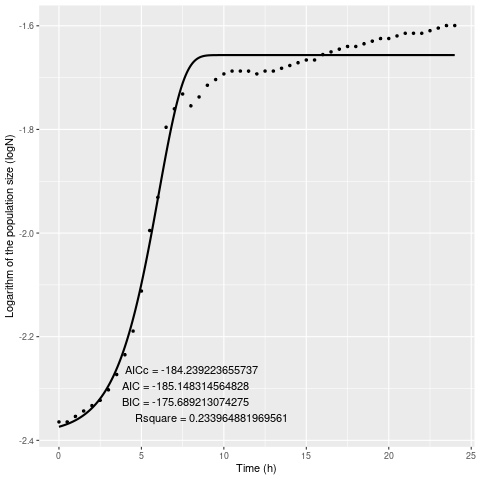 Logarithm of the population size (logN)
-1.6
-1.8
-2.0
-2.2
-2.4
AICc = -184.239223655737
AIC = -185.148314564828
BIC = -175.689213074275
Rsquare = 0.233964881969561
0 5 10 15 20 25
Time (h)